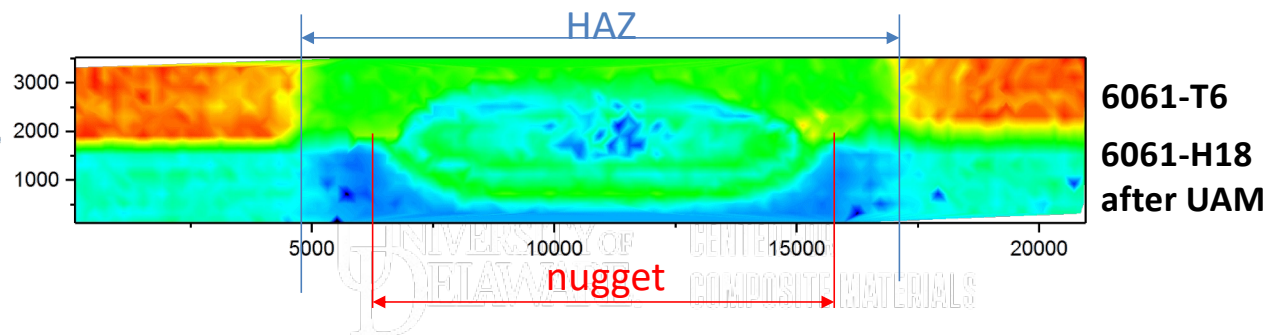 HAZ
3000
2000
1000
6061-T6
6061-H18
after UAM
5000 10000 15000 20000
UNIVERSITY OF DELAWARE
CENTER FOR
COMPOSITE MATERIALS
nugget